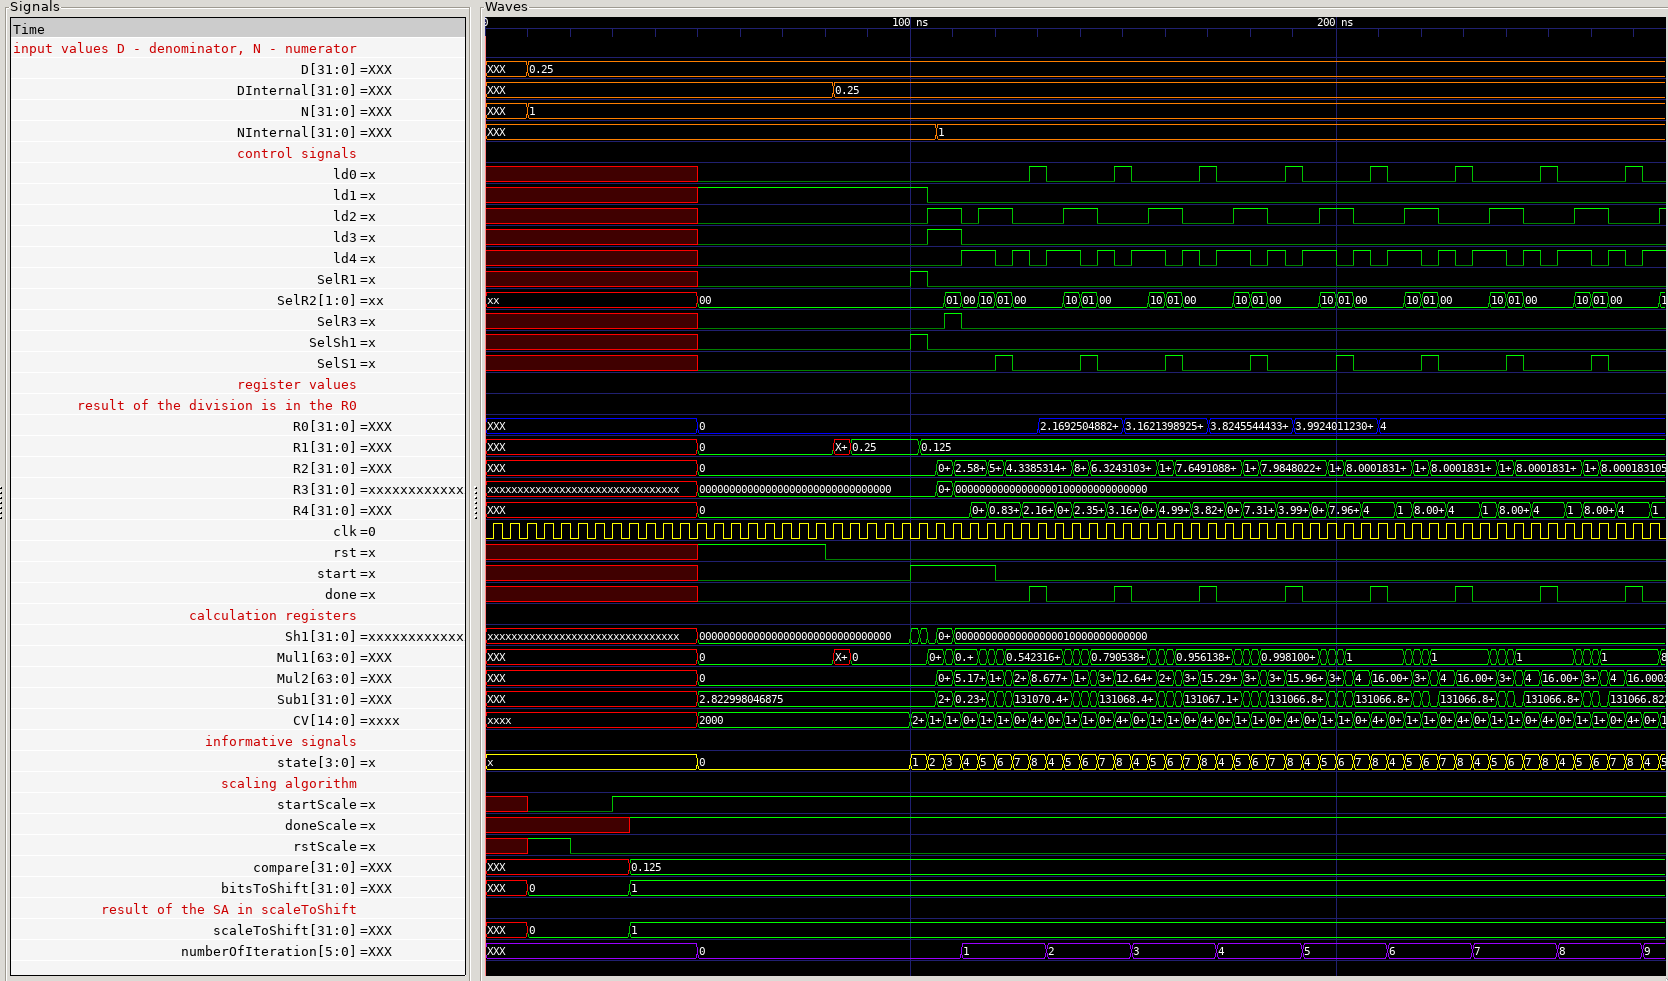 Signals Waves
Time 0 100 ns 200 ns
input values D - denominator, N - numerator
D[31:0] =XXX XXX 0.25
DInternal[31:0] =XXX XXX 0.25
N[31:0] =XXX XXX 1
NInternal[31:0] =XXX XXX 1
control signals
ld0 =x
ld1 =x
ld2 =x
ld3 =x
ld4 =x
SelR1 =x
SelR2[1:0] =xx xx 00 01 00 10 01 00 10 01 00 10 01 00 10 01 00 10 01 00 10 01 00 10 01 00 10 01 00 1
SelR3 =x
SelSh1 =x
SelS1 =x
register values
result of the division is in the R0
R0[31:0] =XXX XXX 0 2.1692504882+ 3.1621398925+ 3.8245544433+ 3.9924011230+ 4
R1[31:0] =XXX XXX 0 X+ 0.25 0.125
R2[31:0] =XXX XXX 0 0+ 2.58+ 5+ 4.3385314+ 8+ 6.3243103+ 1+ 7.6491088+ 1+ 7.9848022+ 1+ 8.0001831+ 1+ 8.0001831+ 1+ 8.0001831+ 1+ 8.000183105
R3[31:0] =xxxxxxxxxxxx xxxxxxxxxxxxxxxxxxxxxxxxxxxxxxxx 00000000000000000000000000000000 0+ 00000000000000000100000000000000
R4[31:0] =XXX XXX 0 0+ 0.83+ 2.16+ 0+ 2.35+ 3.16+ 0+ 4.99+ 3.82+ 0+ 7.31+ 3.99+ 0+ 7.96+ 4 1 8.00+ 4 1 8.00+ 4 1 8.00+ 4 1
clk =0
rst =x
start =x
done =x
calculation registers
Sh1[31:0] =xxxxxxxxxxxx xxxxxxxxxxxxxxxxxxxxxxxxxxxxxxxx 00000000000000000000000000000000 0+ 00000000000000000010000000000000
Mul1[63:0] =XXX XXX 0 X+ 0 0+ 0.+ 0.542316+ 0.790538+ 0.956138+ 0.998100+ 1 1 1 1 8
Mul2[63:0] =XXX XXX 0 0+ 5.17+ 1+ 2+ 8.677+ 1+ 3+ 12.64+ 2+ 3+ 15.29+ 3+ 3+ 15.96+ 3+ 4 16.00+ 3+ 4 16.00+ 3+ 4 16.00+ 3+ 4 16.0003
Sub1[31:0] =XXX XXX 2.822998046875 2+ 0.23+ 131070.4+ 131068.4+ 131067.1+ 131066.8+ 131066.8+ 131066.8+ 131066.8+ 131066.822
CV[14:0] =xxxx xxxx 2000 2+ 1+ 1+ 0+ 1+ 1+ 0+ 4+ 0+ 1+ 1+ 0+ 4+ 0+ 1+ 1+ 0+ 4+ 0+ 1+ 1+ 0+ 4+ 0+ 1+ 1+ 0+ 4+ 0+ 1+ 1+ 0+ 4+ 0+ 1+ 1+ 0+ 4+ 0+ 1+ 1+ 0+ 4+ 0+ 1
informative signals
state[3:0] =x x 0 1 2 3 4 5 6 7 8 4 5 6 7 8 4 5 6 7 8 4 5 6 7 8 4 5 6 7 8 4 5 6 7 8 4 5 6 7 8 4 5 6 7 8 4 5
scaling algorithm
startScale =x
doneScale =x
rstScale =x
compare[31:0] =XXX XXX 0.125
bitsToShift[31:0] =XXX XXX 0 1
result of the SA in scaleToShift
scaleToShift[31:0] =XXX XXX 0 1
numberOfIteration[5:0] =XXX XXX 0 1 2 3 4 5 6 7 8 9